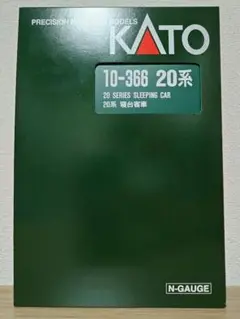 PRECISION MODELS
KATO
10-366 20系
20 SERIES SLEEPING CAR
20系 寝台客車
N-GAUGE